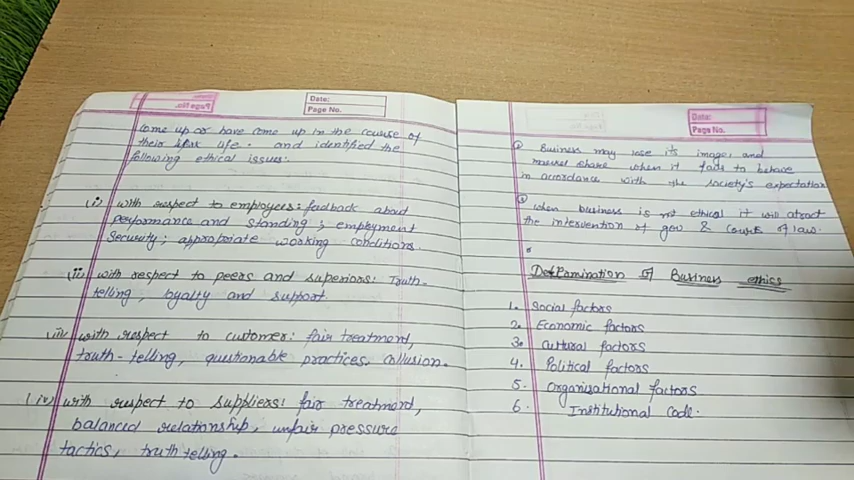 Date:
Page No.
come up or have come up in the course of
their work life. and identified the
following ethical issues.
(i) with respect to employees: feedback about
performance and standing; employment
Security; appropriate working conditions.
(ii) with respect to peers and superiors: Truth-
telling, loyalty and support.
(iii) with respect to customer: fair treatment,
truth-telling, questionable practices, collusion.
(iv) with respect to suppliers: fair treatment,
balanced relationship, unfair pressure
tactics, truth telling.
Date:
Page No.
Business may lose its image, and
market share when it fails to behave
in accordance with the society's expectation
when business is not ethical it will atract
the intervention of gov & courts of law.
Determination of Business ethics
1. Social factors
2. Economic factors
3. Cultural factors
4. Political factors
5. Organisational factors
6. Institutional Code.